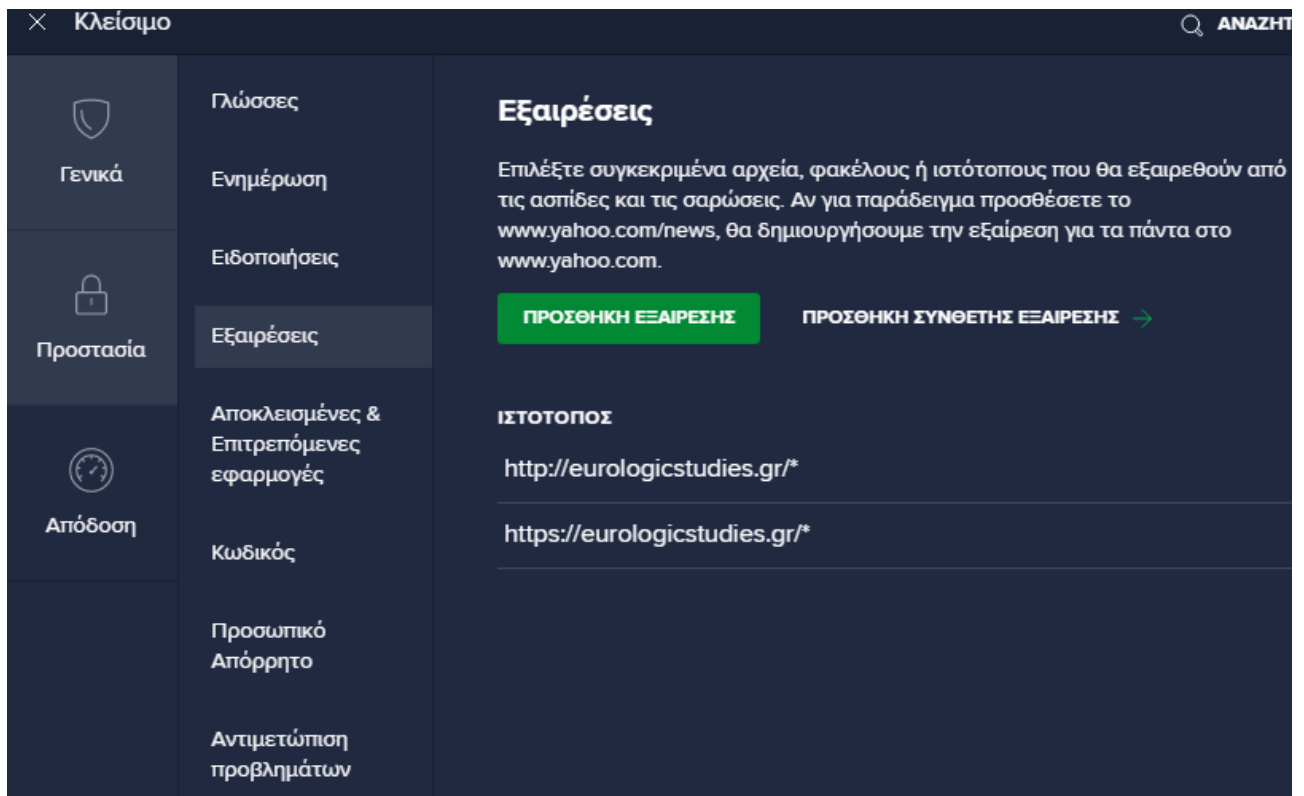 Κλείσιμο
ΑΝΑΖΗΤ
Γενικά
Προστασία
Απόδοση
Γλώσσες
Ενημέρωση
Ειδοποιήσεις
Εξαιρέσεις
Αποκλεισμένες &
Επιτρεπόμενες
εφαρμογές
Κωδικός
Προσωπικό
Απόρρητο
Αντιμετώπιση
προβλημάτων
Εξαιρέσεις
Επιλέξτε συγκεκριμένα αρχεία, φακέλους ή ιστότοπους που θα εξαιρεθούν από
τις ασπίδες και τις σαρώσεις. Αν για παράδειγμα προσθέσετε το
www.yahoo.com/news, θα δημιουργήσουμε την εξαίρεση για τα πάντα στο
www.yahoo.com.
ΠΡΟΣΘΗΚΗ ΕΞΑΙΡΕΣΗΣ
ΠΡΟΣΘΗΚΗ ΣΥΝΘΕΤΗΣ ΕΞΑΙΡΕΣΗΣ
ΙΣΤΟΤΟΠΟΣ
http://eurologicstudies.gr/*
https://eurologicstudies.gr/*